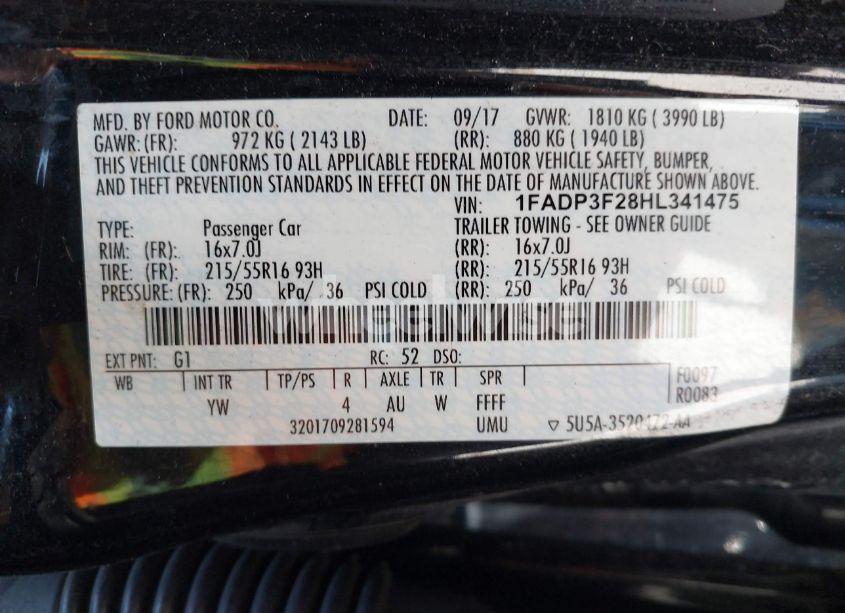 MFD. BY FORD MOTOR CO. DATE: 09/17 GVWR: 1810 KG ( 3990 LB)
GAWR: (FR): 972 KG ( 2143 LB) (RR): 880 KG ( 1940 LB)
THIS VEHICLE CONFORMS TO ALL APPLICABLE FEDERAL MOTOR VEHICLE SAFETY, BUMPER,
AND THEFT PREVENTION STANDARDS IN EFFECT ON THE DATE OF MANUFACTURE SHOWN ABOVE.
VIN: 1FADP3F28HL341475
TYPE: Passenger Car TRAILER TOWING - SEE OWNER GUIDE
RIM: (FR): 16x7.0J (RR): 16x7.0J
TIRE: (FR): 215/55R16 93H (RR): 215/55R16 93H
PRESSURE: (FR): 250 kPa/ 36 PSI COLD (RR): 250 kPa/ 36 PSI COLD
wheelwise
EXT PNT: G1 RC: 52 DSO: F0097
WB INT TR TP/PS R AXLE TR SPR R0083
YW 4 AU W FFFF
3201709281594 UMU ▽ 5U5A-3520472-AA